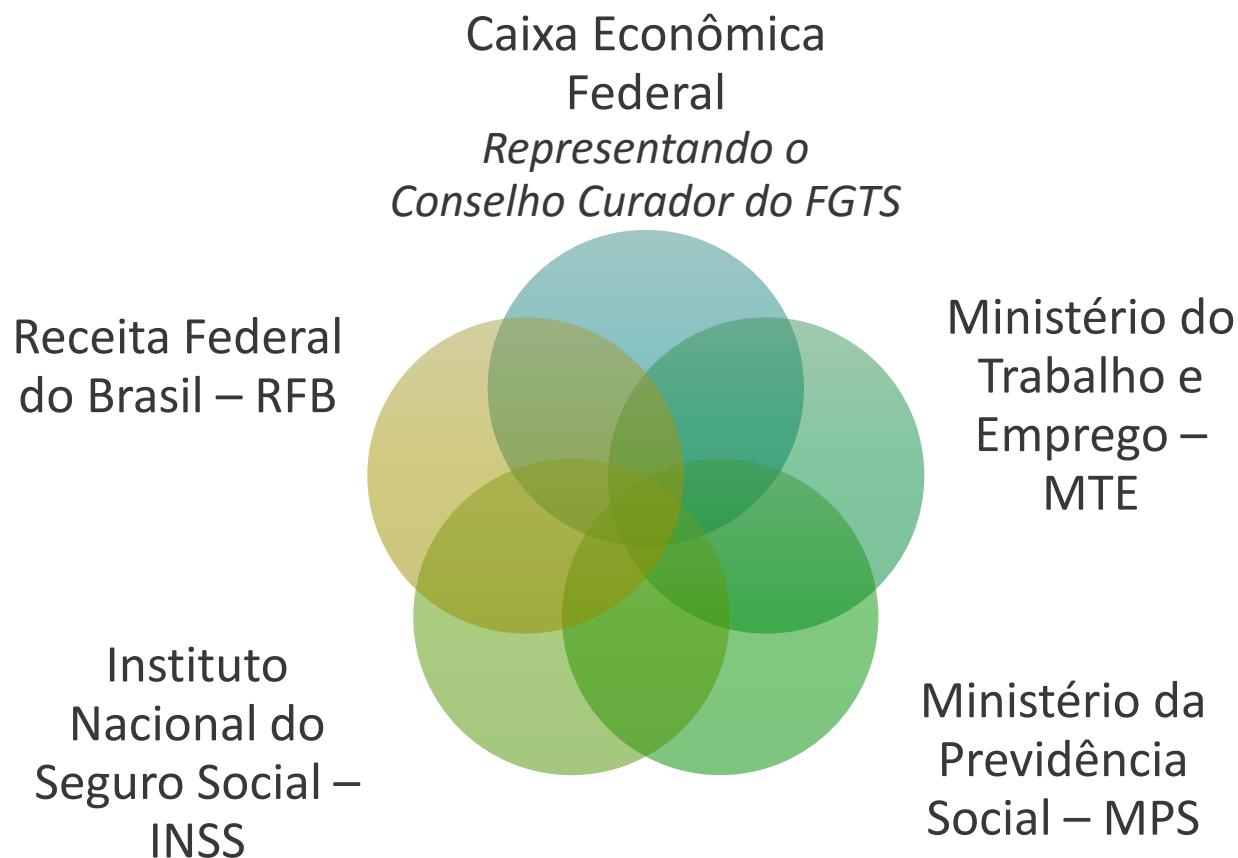 Caixa Econômica
Federal
Representando o
Conselho Curador do FGTS
Receita Federal
do Brasil – RFB
Ministério do
Trabalho e
Emprego –
MTE
Instituto
Nacional do
Seguro Social –
INSS
Ministério da
Previdência
Social – MPS